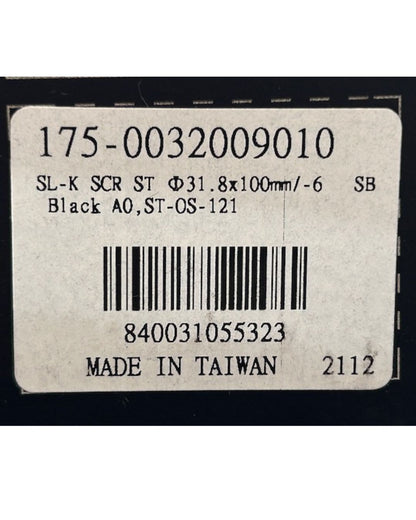 175-0032009010
SL-K SCR ST Φ31.8x100mm/-6 SB
Black A0,ST-OS-121
840031055323
MADE IN TAIWAN 2112